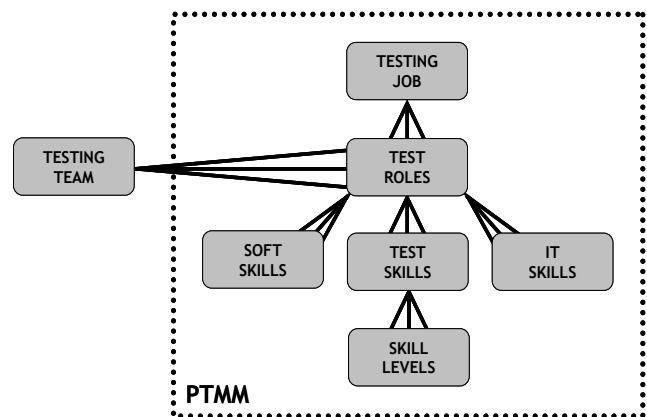 TESTING
JOB
TESTING
TEAM
TEST
ROLES
SOFT
SKILLS
TEST
SKILLS
IT
SKILLS
SKILL
LEVELS
PTMM